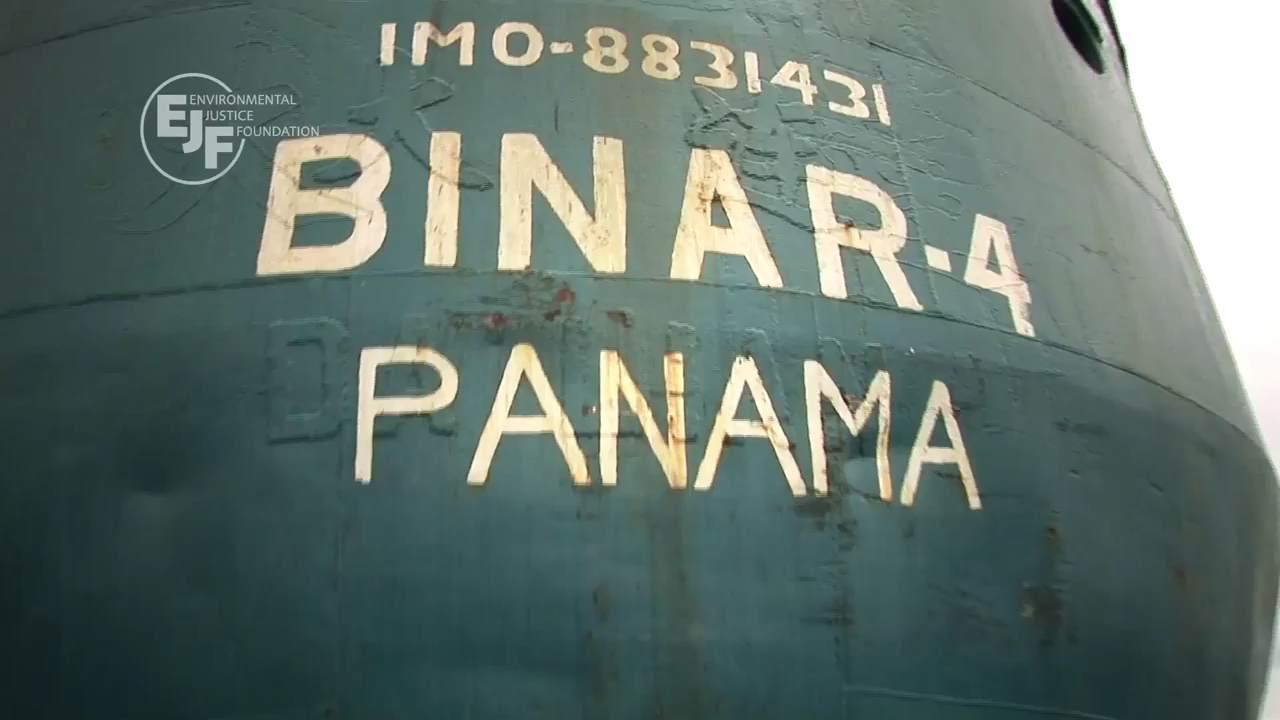 IMO-8831431
EJF
ENVIRONMENTAL
JUSTICE
FOUNDATION
BINAR-4
PANAMA